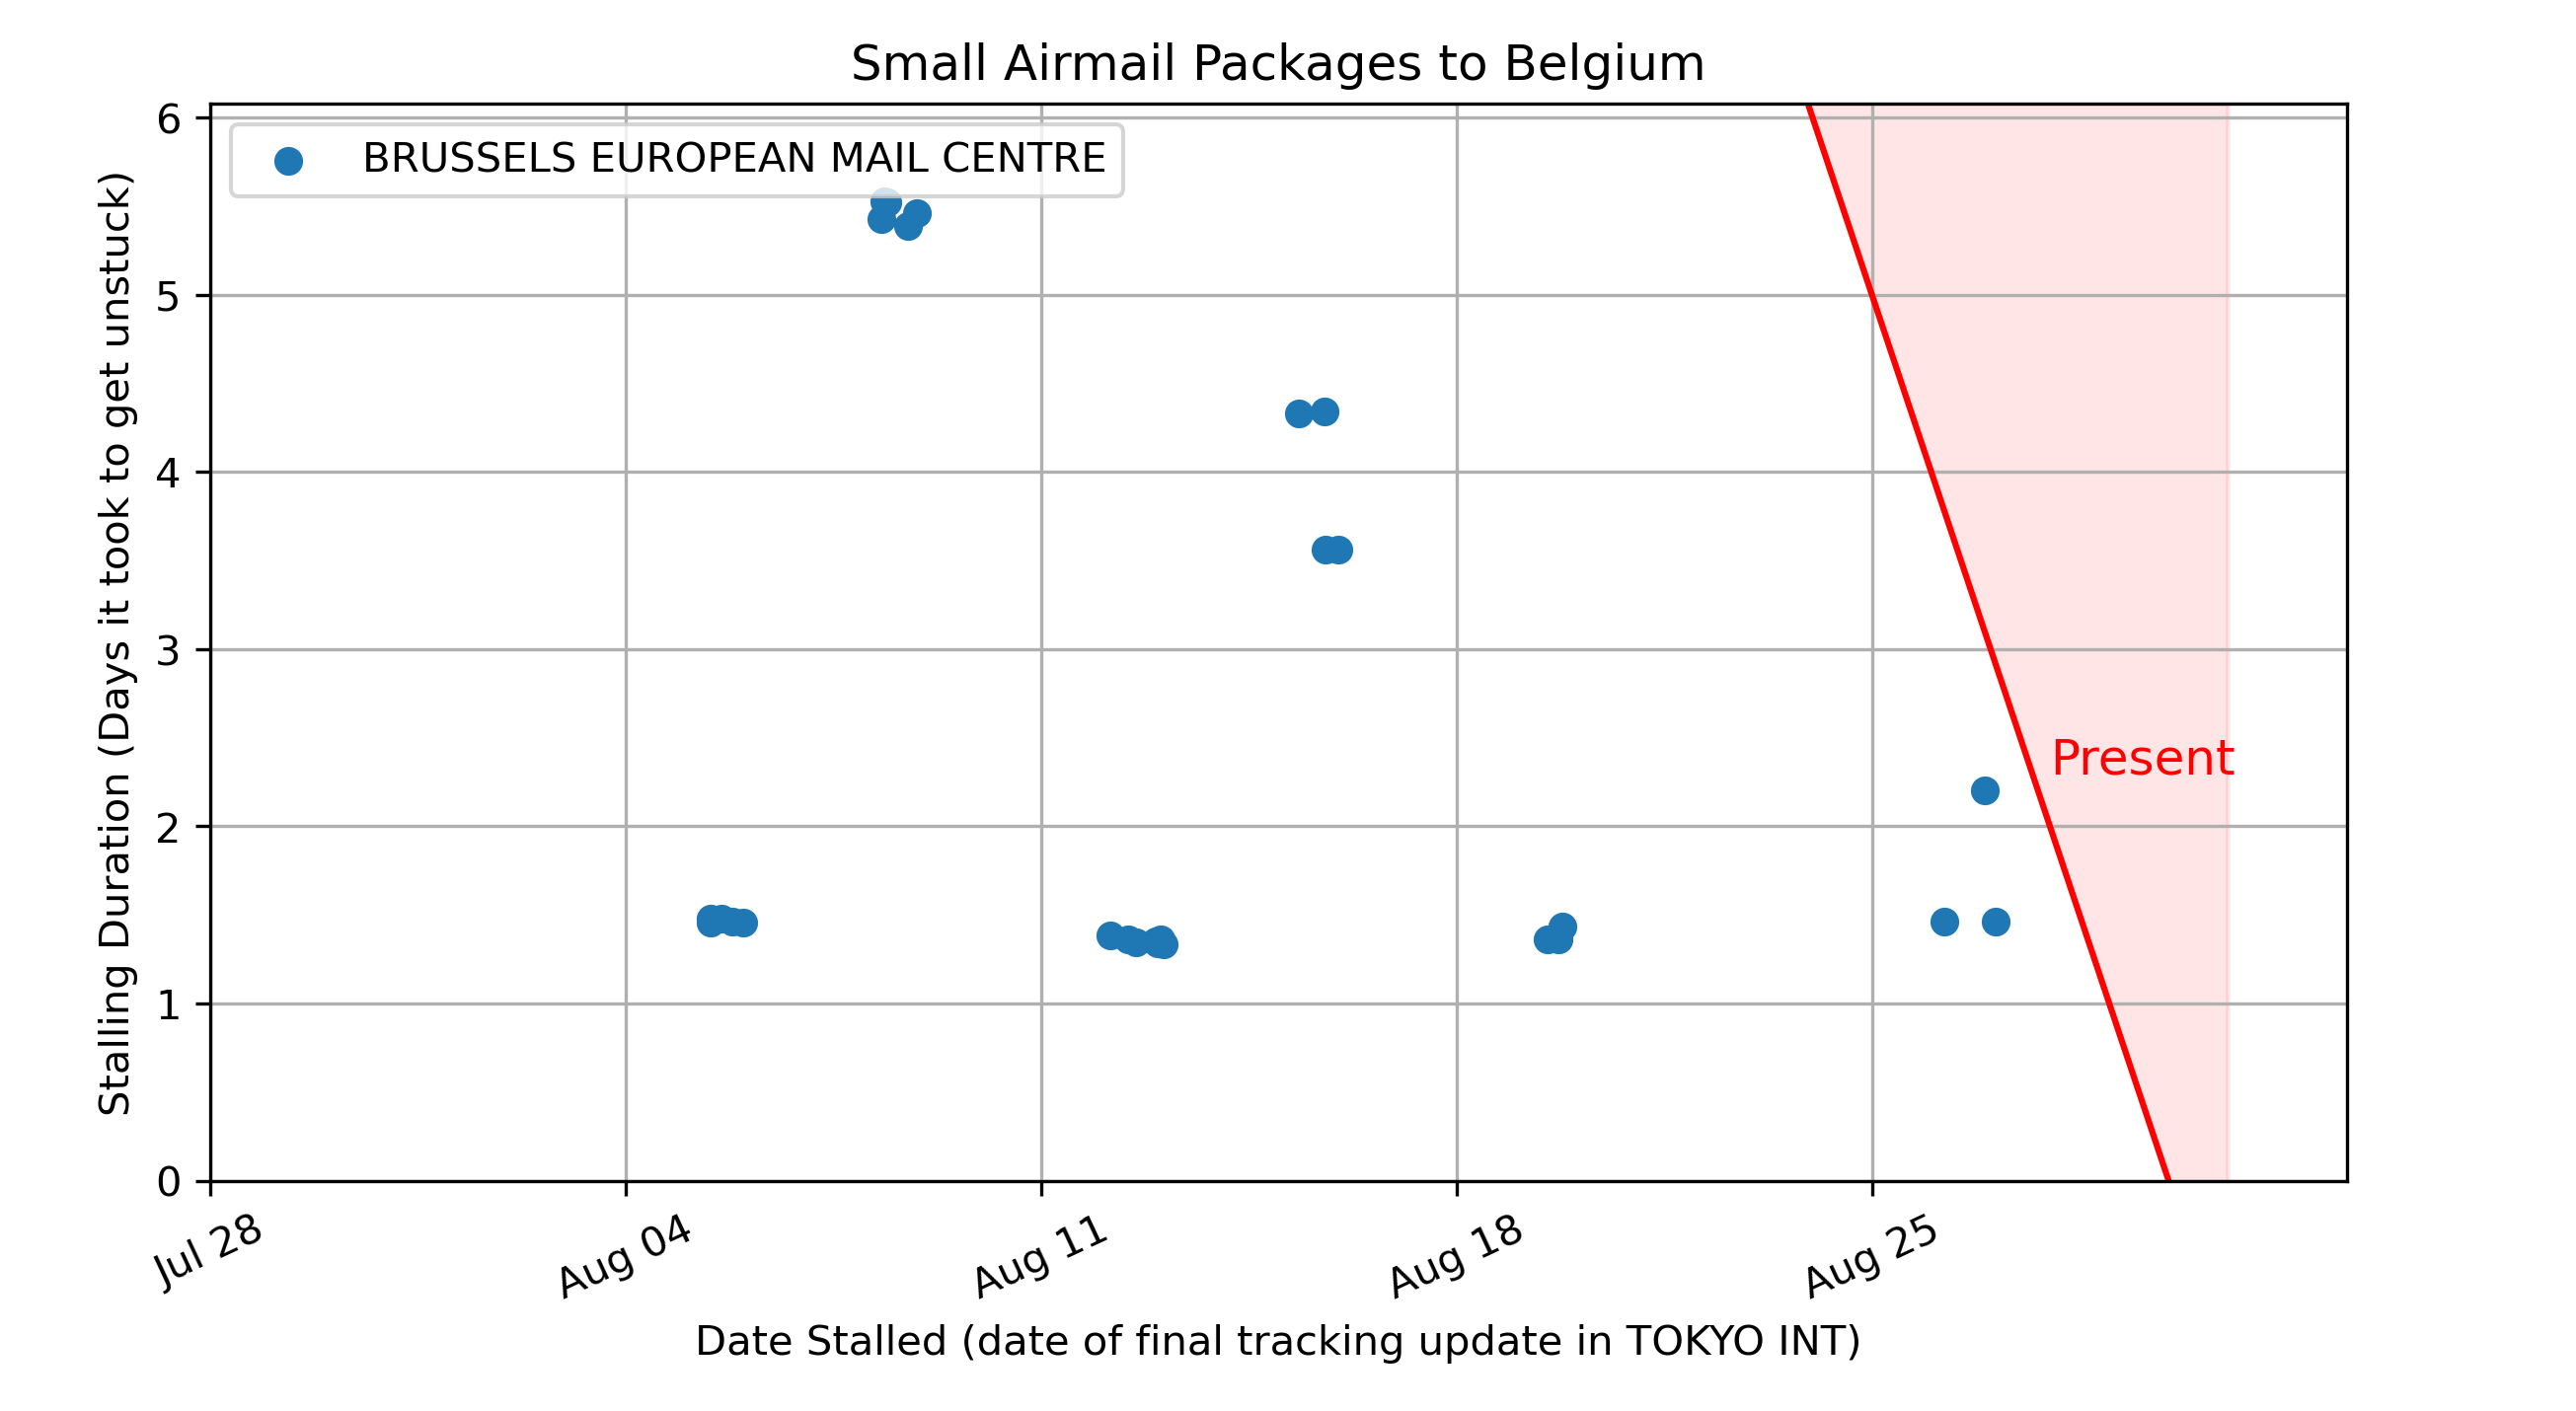 Small Airmail Packages to Belgium
BRUSSELS EUROPEAN MAIL CENTRE
Stalling Duration (Days it took to get unstuck)
6
5
4
3
2
1
0
Present
Jul 28
Aug 04
Aug 11
Aug 18
Aug 25
Date Stalled (date of final tracking update in TOKYO INT)